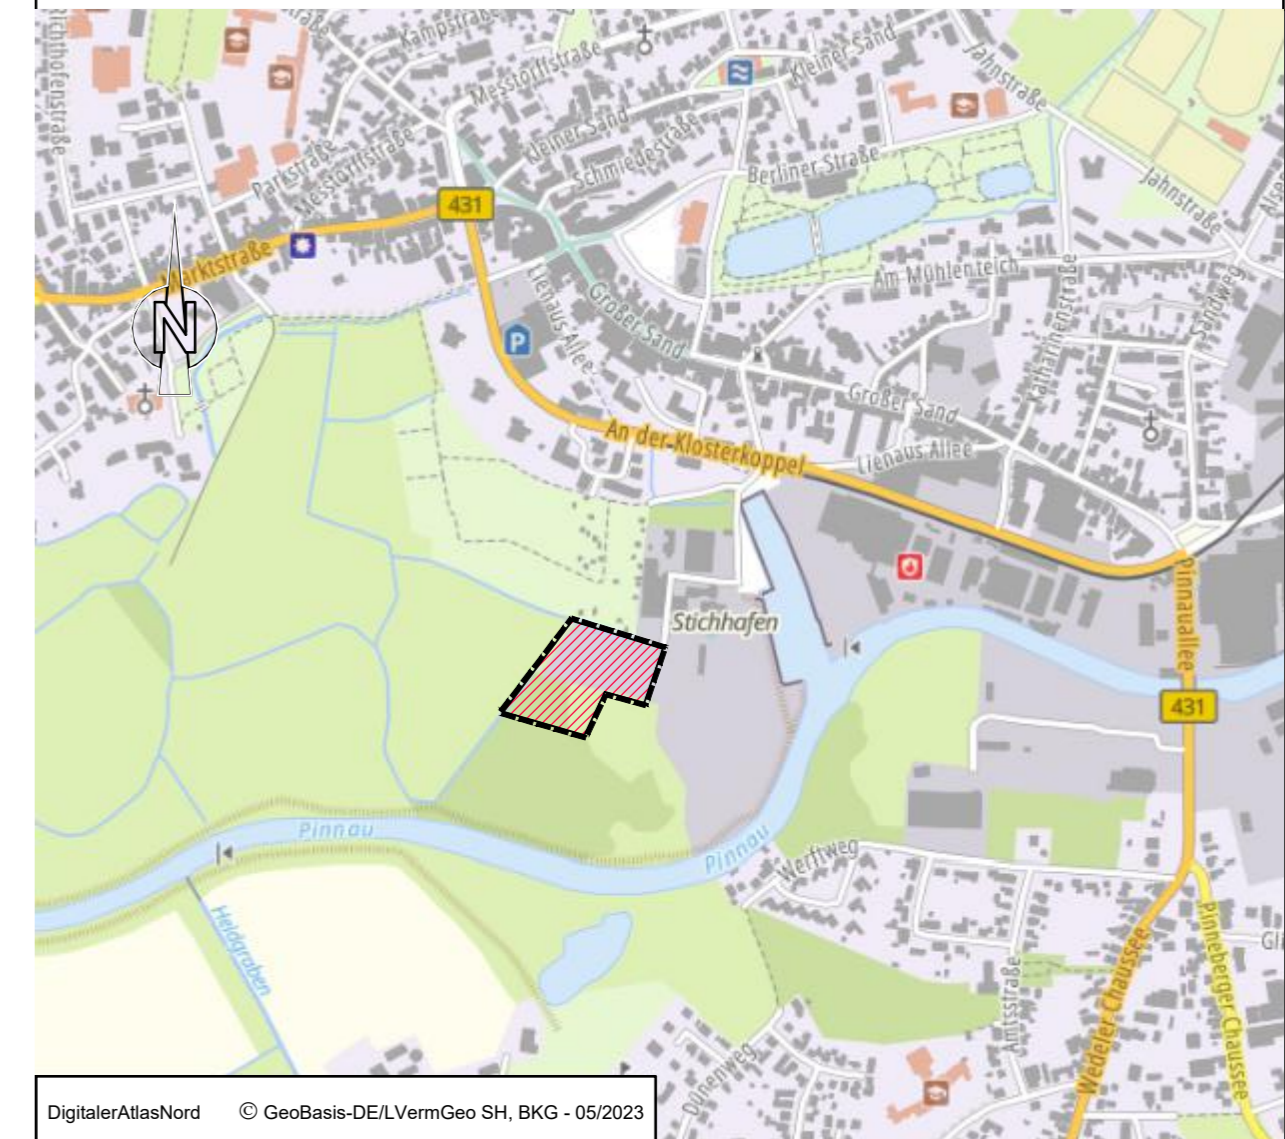 Kampstraße
Messtorffstraße
Kleiner Sand
Jahnstraße
Kleiner Sand
Schmiedestraße
Parkstraße
Messtorffstraße
Berliner Straße
Jahnstraße
431
Marktstraße
N
P
Lienaus Allee
Großer Sand
Am Mühlenteich
Katharinenstraße
Sandweg
Großer Sand
An der Klosterkoppel
Lienaus Allee
Stichhafen
Pinnauallee
431
Pinnau
Pinnau
Werftweg
Heidgraben
Amtsstraße
Wedeler Chaussee
Pinneberger Chaussee
Dünenweg
DigitalerAtlasNord © GeoBasis-DE/LVermGeo SH, BKG - 05/2023